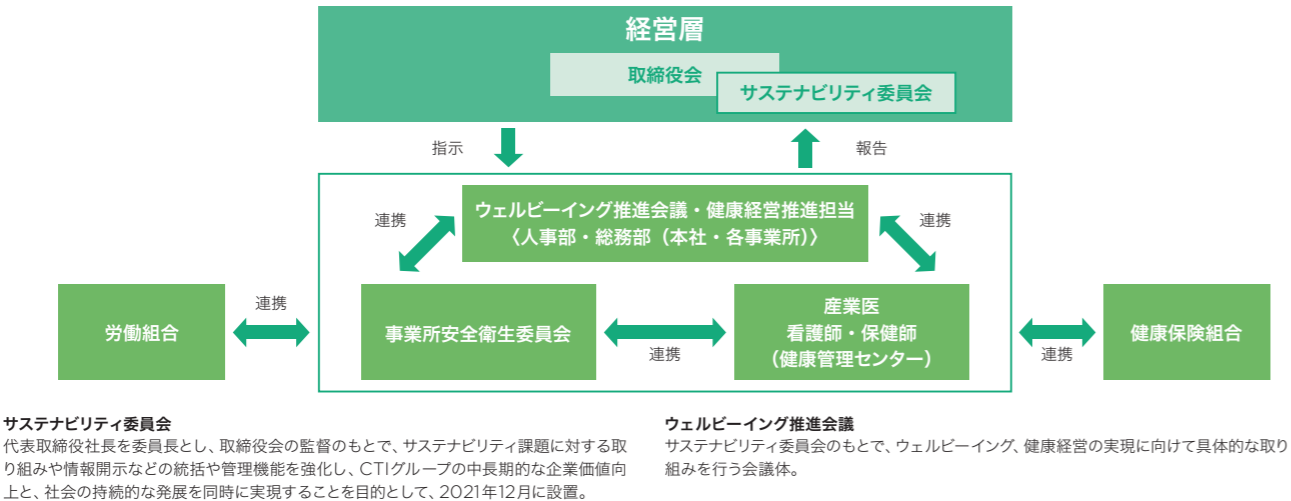 経営層
取締役会
サステナビリティ委員会
指示
報告
ウェルビーイング推進会議・健康経営推進担当
〈人事部・総務部（本社・各事業所）〉
連携
連携
労働組合
連携
事業所安全衛生委員会
連携
産業医
看護師・保健師
（健康管理センター）
連携
健康保険組合
サステナビリティ委員会
代表取締役社長を委員長とし、取締役会の監督のもとで、サステナビリティ課題に対する取
り組みや情報開示などの統括や管理機能を強化し、CTIグループの中長期的な企業価値向
上と、社会の持続的な発展を同時に実現することを目的として、2021年12月に設置。
ウェルビーイング推進会議
サステナビリティ委員会のもとで、ウェルビーイング、健康経営の実現に向けて具体的な取り
組みを行う会議体。